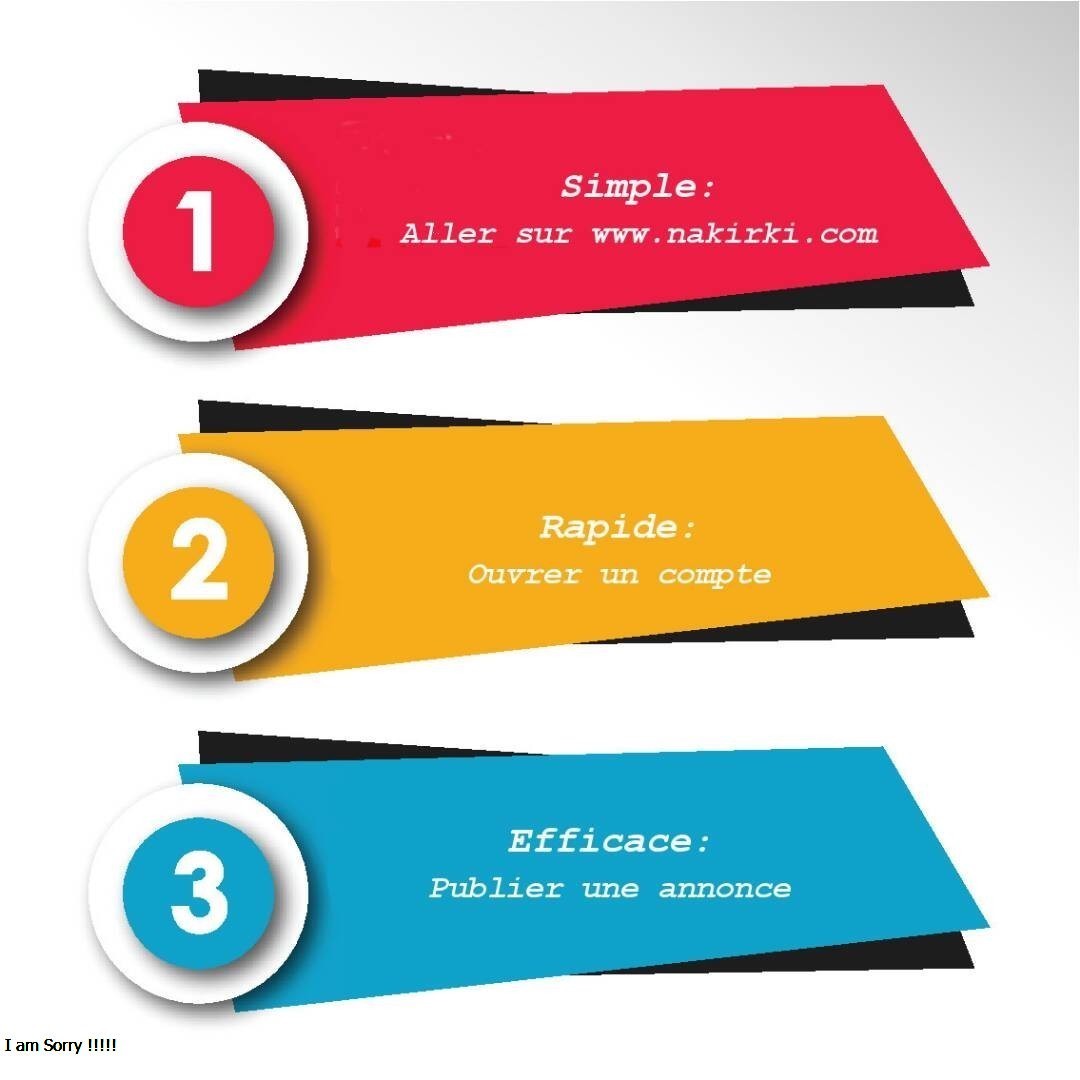 1
Simple:
Aller sur www.nakirki.com
2
Rapide:
Ouvrer un compte
3
Efficace:
Publier une annonce
I am Sorry !!!!!